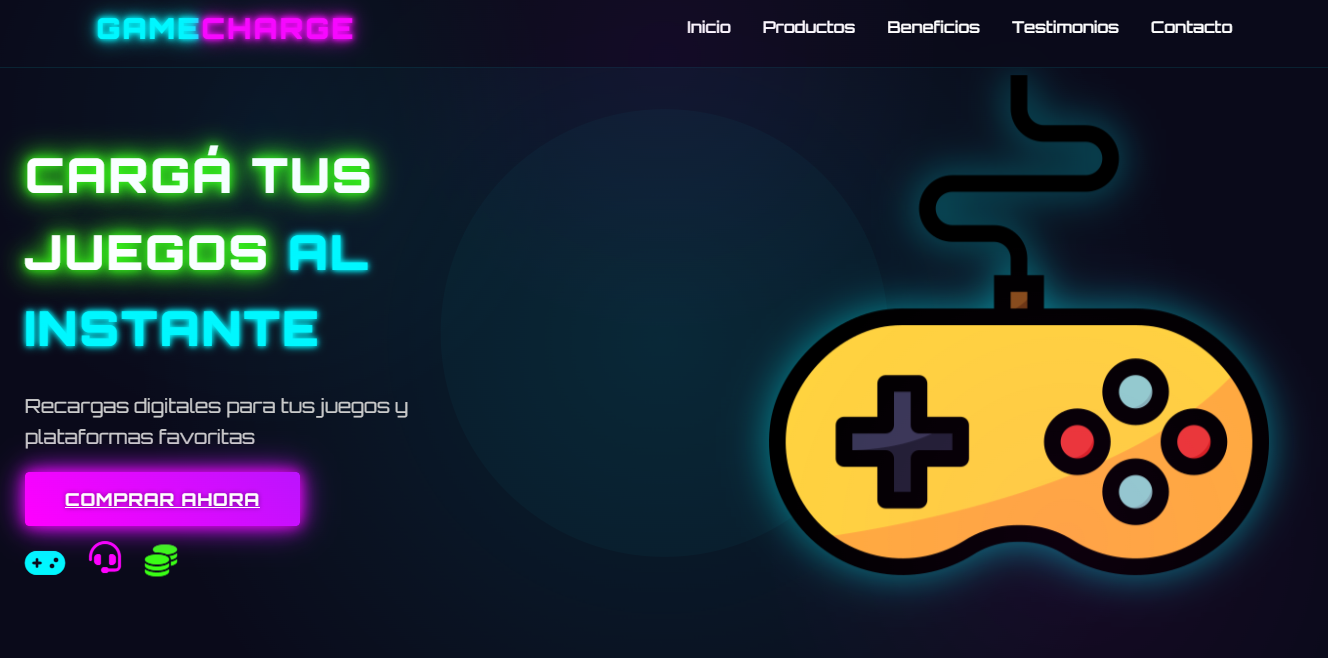 GAMECHARGE
Inicio Productos Beneficios Testimonios Contacto
CARGÁ TUS
JUEGOS AL
INSTANTE
Recargas digitales para tus juegos y
plataformas favoritas
COMPRAR AHORA